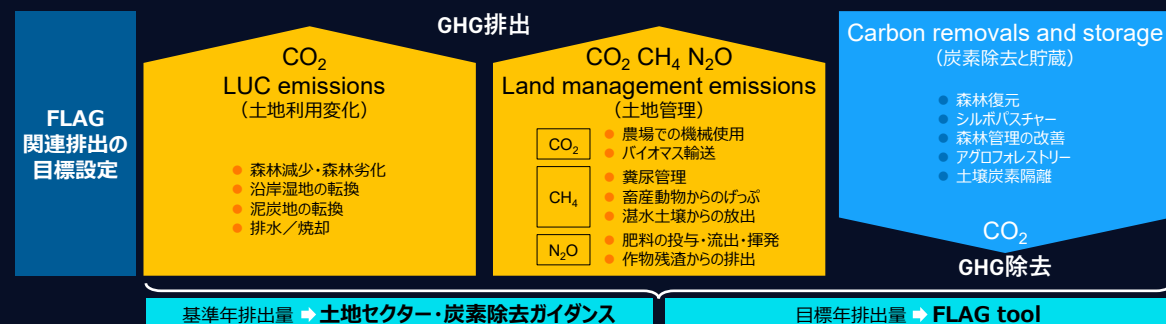 FLAG
関連排出の
目標設定
GHG排出
CO₂
LUC emissions
（土地利用変化）
● 森林減少・森林劣化
● 沿岸湿地の転換
● 泥炭地の転換
● 排水／焼却
CO₂ CH₄ N₂O
Land management emissions
（土地管理）
CO₂
● 農場での機械使用
● バイオマス輸送
CH₄
● 糞尿管理
● 畜産動物からのげっぷ
● 湛水土壌からの放出
N₂O
● 肥料の投与・流出・揮発
● 作物残渣からの排出
Carbon removals and storage
（炭素除去と貯蔵）
● 森林復元
● シルボパスチャー
● 森林管理の改善
● アグロフォレストリー
● 土壌炭素隔離
CO₂
GHG除去
基準年排出量 ➡ 土地セクター・炭素除去ガイダンス
目標年排出量 ➡ FLAG tool